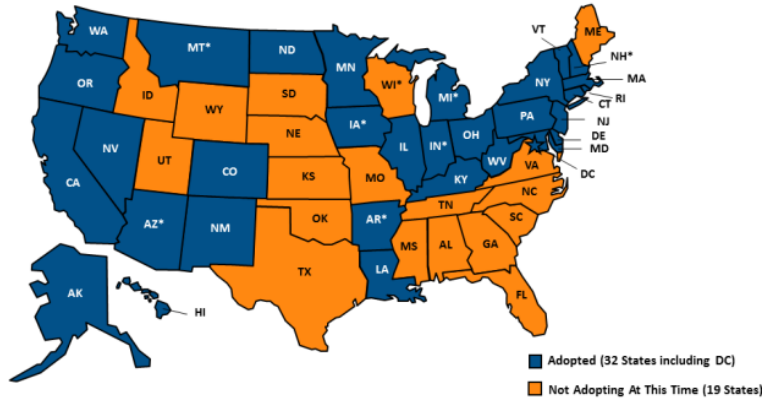 WA
MT*
ND
MN
VT
ME
NH*
OR
ID
WY
SD
WI*
MI*
NY
MA
RI
CT
NV
UT
CO
NE
IA*
IL
IN*
OH
PA
NJ
DE
MD
DC
CA
KS
MO
KY
WV
VA
NC
AZ*
NM
OK
AR*
TN
SC
TX
LA
MS
AL
GA
FL
AK
HI
Adopted (32 States including DC)
Not Adopting At This Time (19 States)